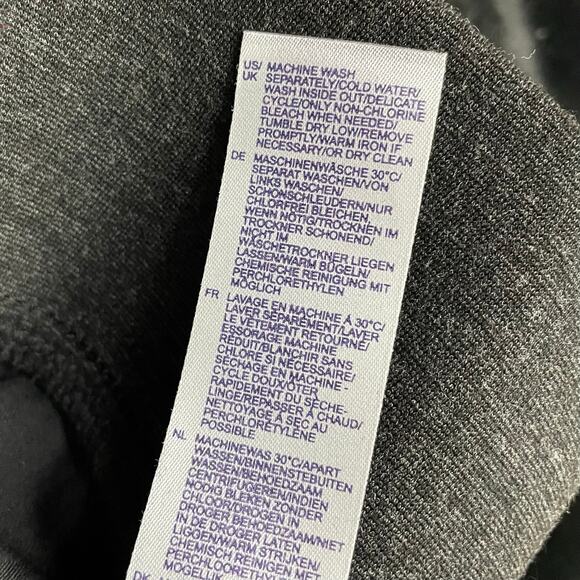 US/ MACHINE WASH
UK SEPARATELY/COLD WATER/
WASH INSIDE OUT/DELICATE
CYCLE/ONLY NON-CHLORINE
BLEACH WHEN NEEDED/
TUMBLE DRY LOW/REMOVE
PROMPTLY/WARM IRON IF
NECESSARY/OR DRY CLEAN
DE MASCHINENWÄSCHE 30°C/
SEPARAT WASCHEN/VON
LINKS WASCHEN/
SCHONSCHLEUDERN/NUR
CHLORFREI BLEICHEN,
WENN NÖTIG/TROCKNEN IM
TROCKNER SCHONEND/
NICHT IM
WÄSCHETROCKNER LIEGEN
LASSEN/WARM BÜGELN/
CHEMISCHE REINIGUNG MIT
PERCHLORETHYLEN
MÖGLICH
FR LAVAGE EN MACHINE À 30°C/
LAVER SÉPARÉMENT/LAVER
LE VÊTEMENT RETOURNÉ/
ESSORAGE MACHINE
RÉDUIT/BLANCHIR SANS
CHLORE SI NÉCESSAIRE/
SÉCHAGE EN MACHINE -
CYCLE DOUX/ÔTER
RAPIDEMENT DU SÈCHE-
LINGE/REPASSER À CHAUD/
NETTOYAGE À SEC AU
PERCHLORÉTYLÈNE
POSSIBLE
NL MACHINEWAS 30°C/APART
WASSEN/BINNENSTEBUITEN
WASSEN/BEHOEDZAAM
CENTRIFUGEREN/INDIEN
NODIG BLEKEN ZONDER
CHLOOR/DROGEN IN
DROGER BEHOEDZAAM/NIET
IN DE DROGER LATEN
LIGGEN/WARM STRIJKEN/
CHEMISCH REINIGEN MET
PERCHLOORETHYLEEN
MOGELIJK
DK